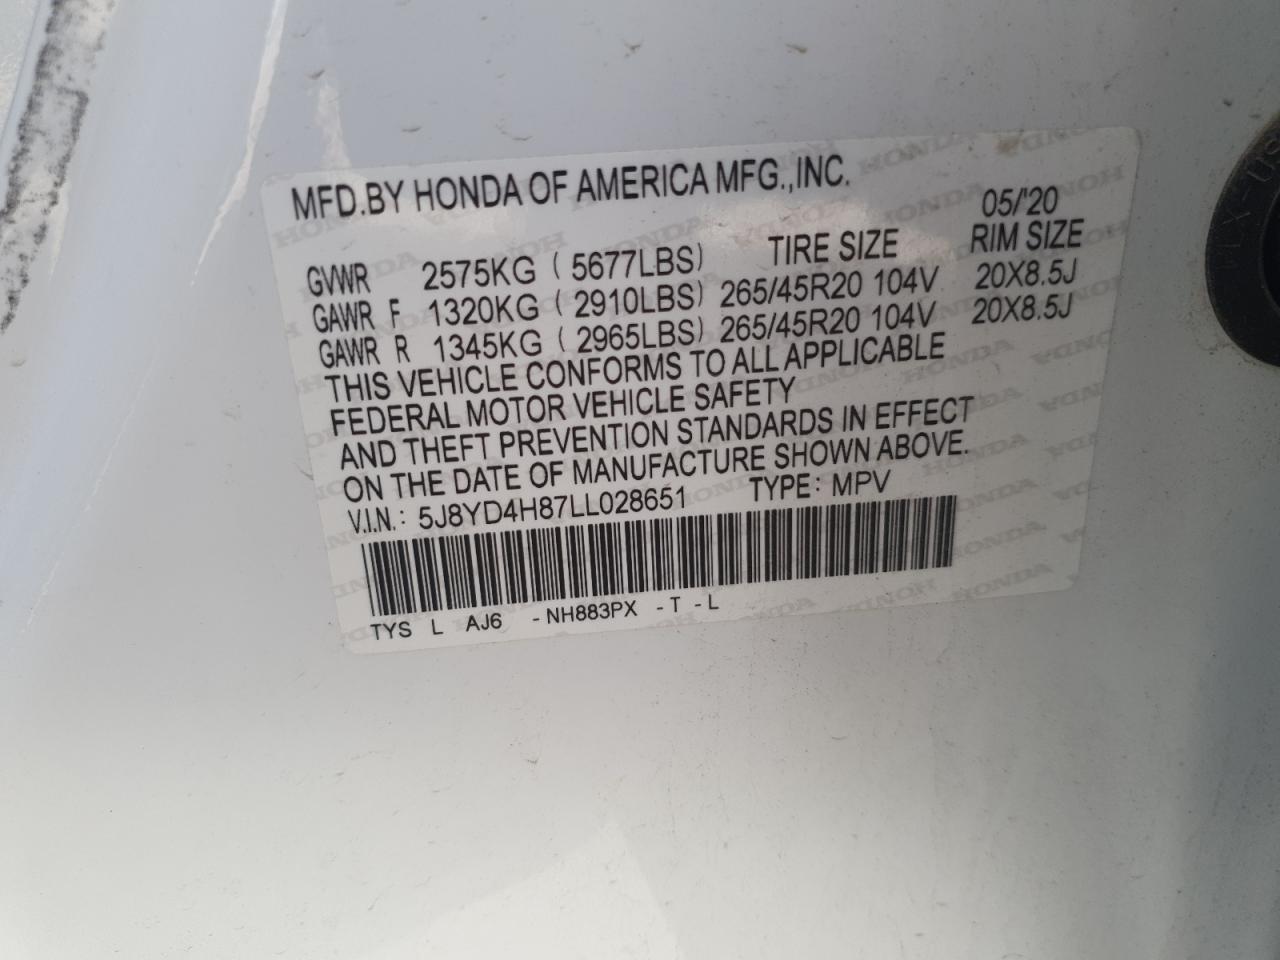 MFD.BY HONDA OF AMERICA MFG.,INC.
05/'20
GVWR 2575KG ( 5677LBS) TIRE SIZE RIM SIZE
GAWR F 1320KG ( 2910LBS) 265/45R20 104V 20X8.5J
GAWR R 1345KG ( 2965LBS) 265/45R20 104V 20X8.5J
THIS VEHICLE CONFORMS TO ALL APPLICABLE
FEDERAL MOTOR VEHICLE SAFETY
AND THEFT PREVENTION STANDARDS IN EFFECT
ON THE DATE OF MANUFACTURE SHOWN ABOVE.
V.I.N.: 5J8YD4H87LL028651 TYPE: MPV
TYS L AJ6 -NH883PX -T -L